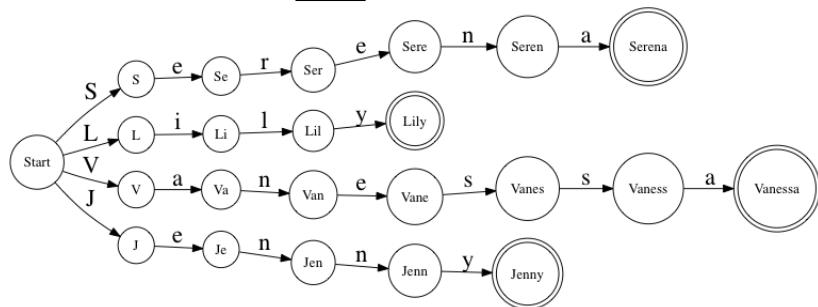 S e r e n a
Start S Se Ser Sere Seren Serena
L i l y
L Li Lil Lily
V a n e s s a
V Va Van Vane Vanes Vaness Vanessa
J e n n y
J Je Jen Jenn Jenny